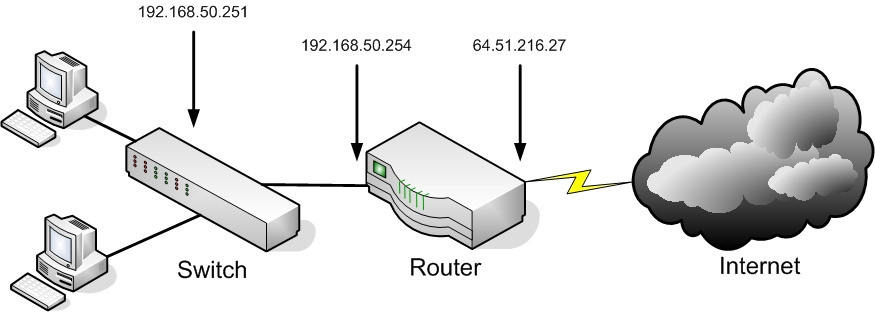 192.168.50.251
192.168.50.254
64.51.216.27
Switch
Router
Internet